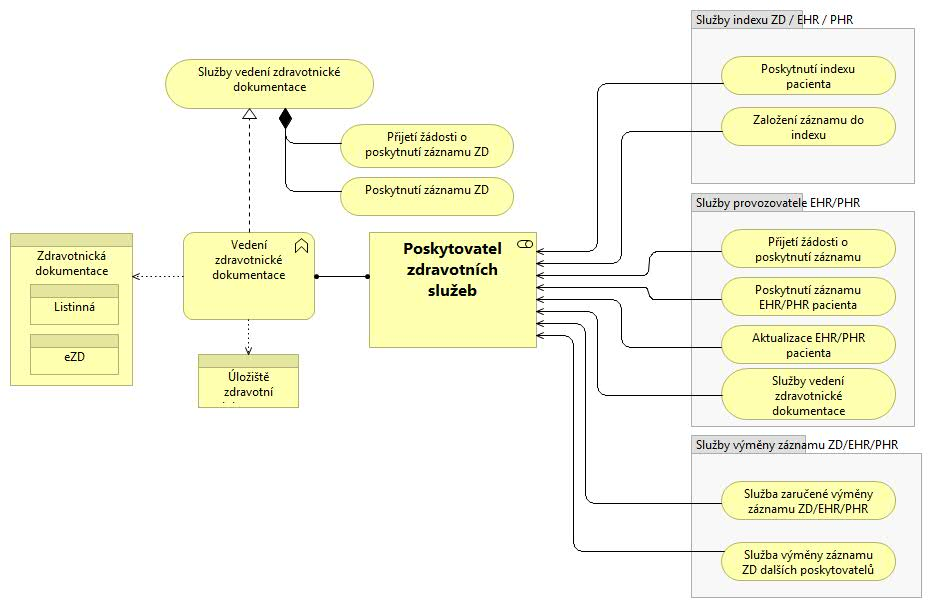 Služby indexu ZD / EHR / PHR
Poskytnutí indexu
pacienta
Založení záznamu do
indexu
Služby vedení zdravotnické
dokumentace
Přijetí žádosti o
poskytnutí záznamu ZD
Poskytnutí záznamu ZD
Služby provozovatele EHR/PHR
Přijetí žádosti o
poskytnutí záznamu
Poskytnutí záznamu
EHR/PHR pacienta
Aktualizace EHR/PHR
pacienta
Služby vedení
zdravotnické
dokumentace
Zdravotnická
dokumentace
Listinná
eZD
Vedení
zdravotnické
dokumentace
Poskytovatel
zdravotních
služeb
Úložiště
zdravotní
Služby výměny záznamu ZD/EHR/PHR
Služba zaručené výměny
záznamu ZD/EHR/PHR
Služba výměny záznamu
ZD dalších poskytovatelů